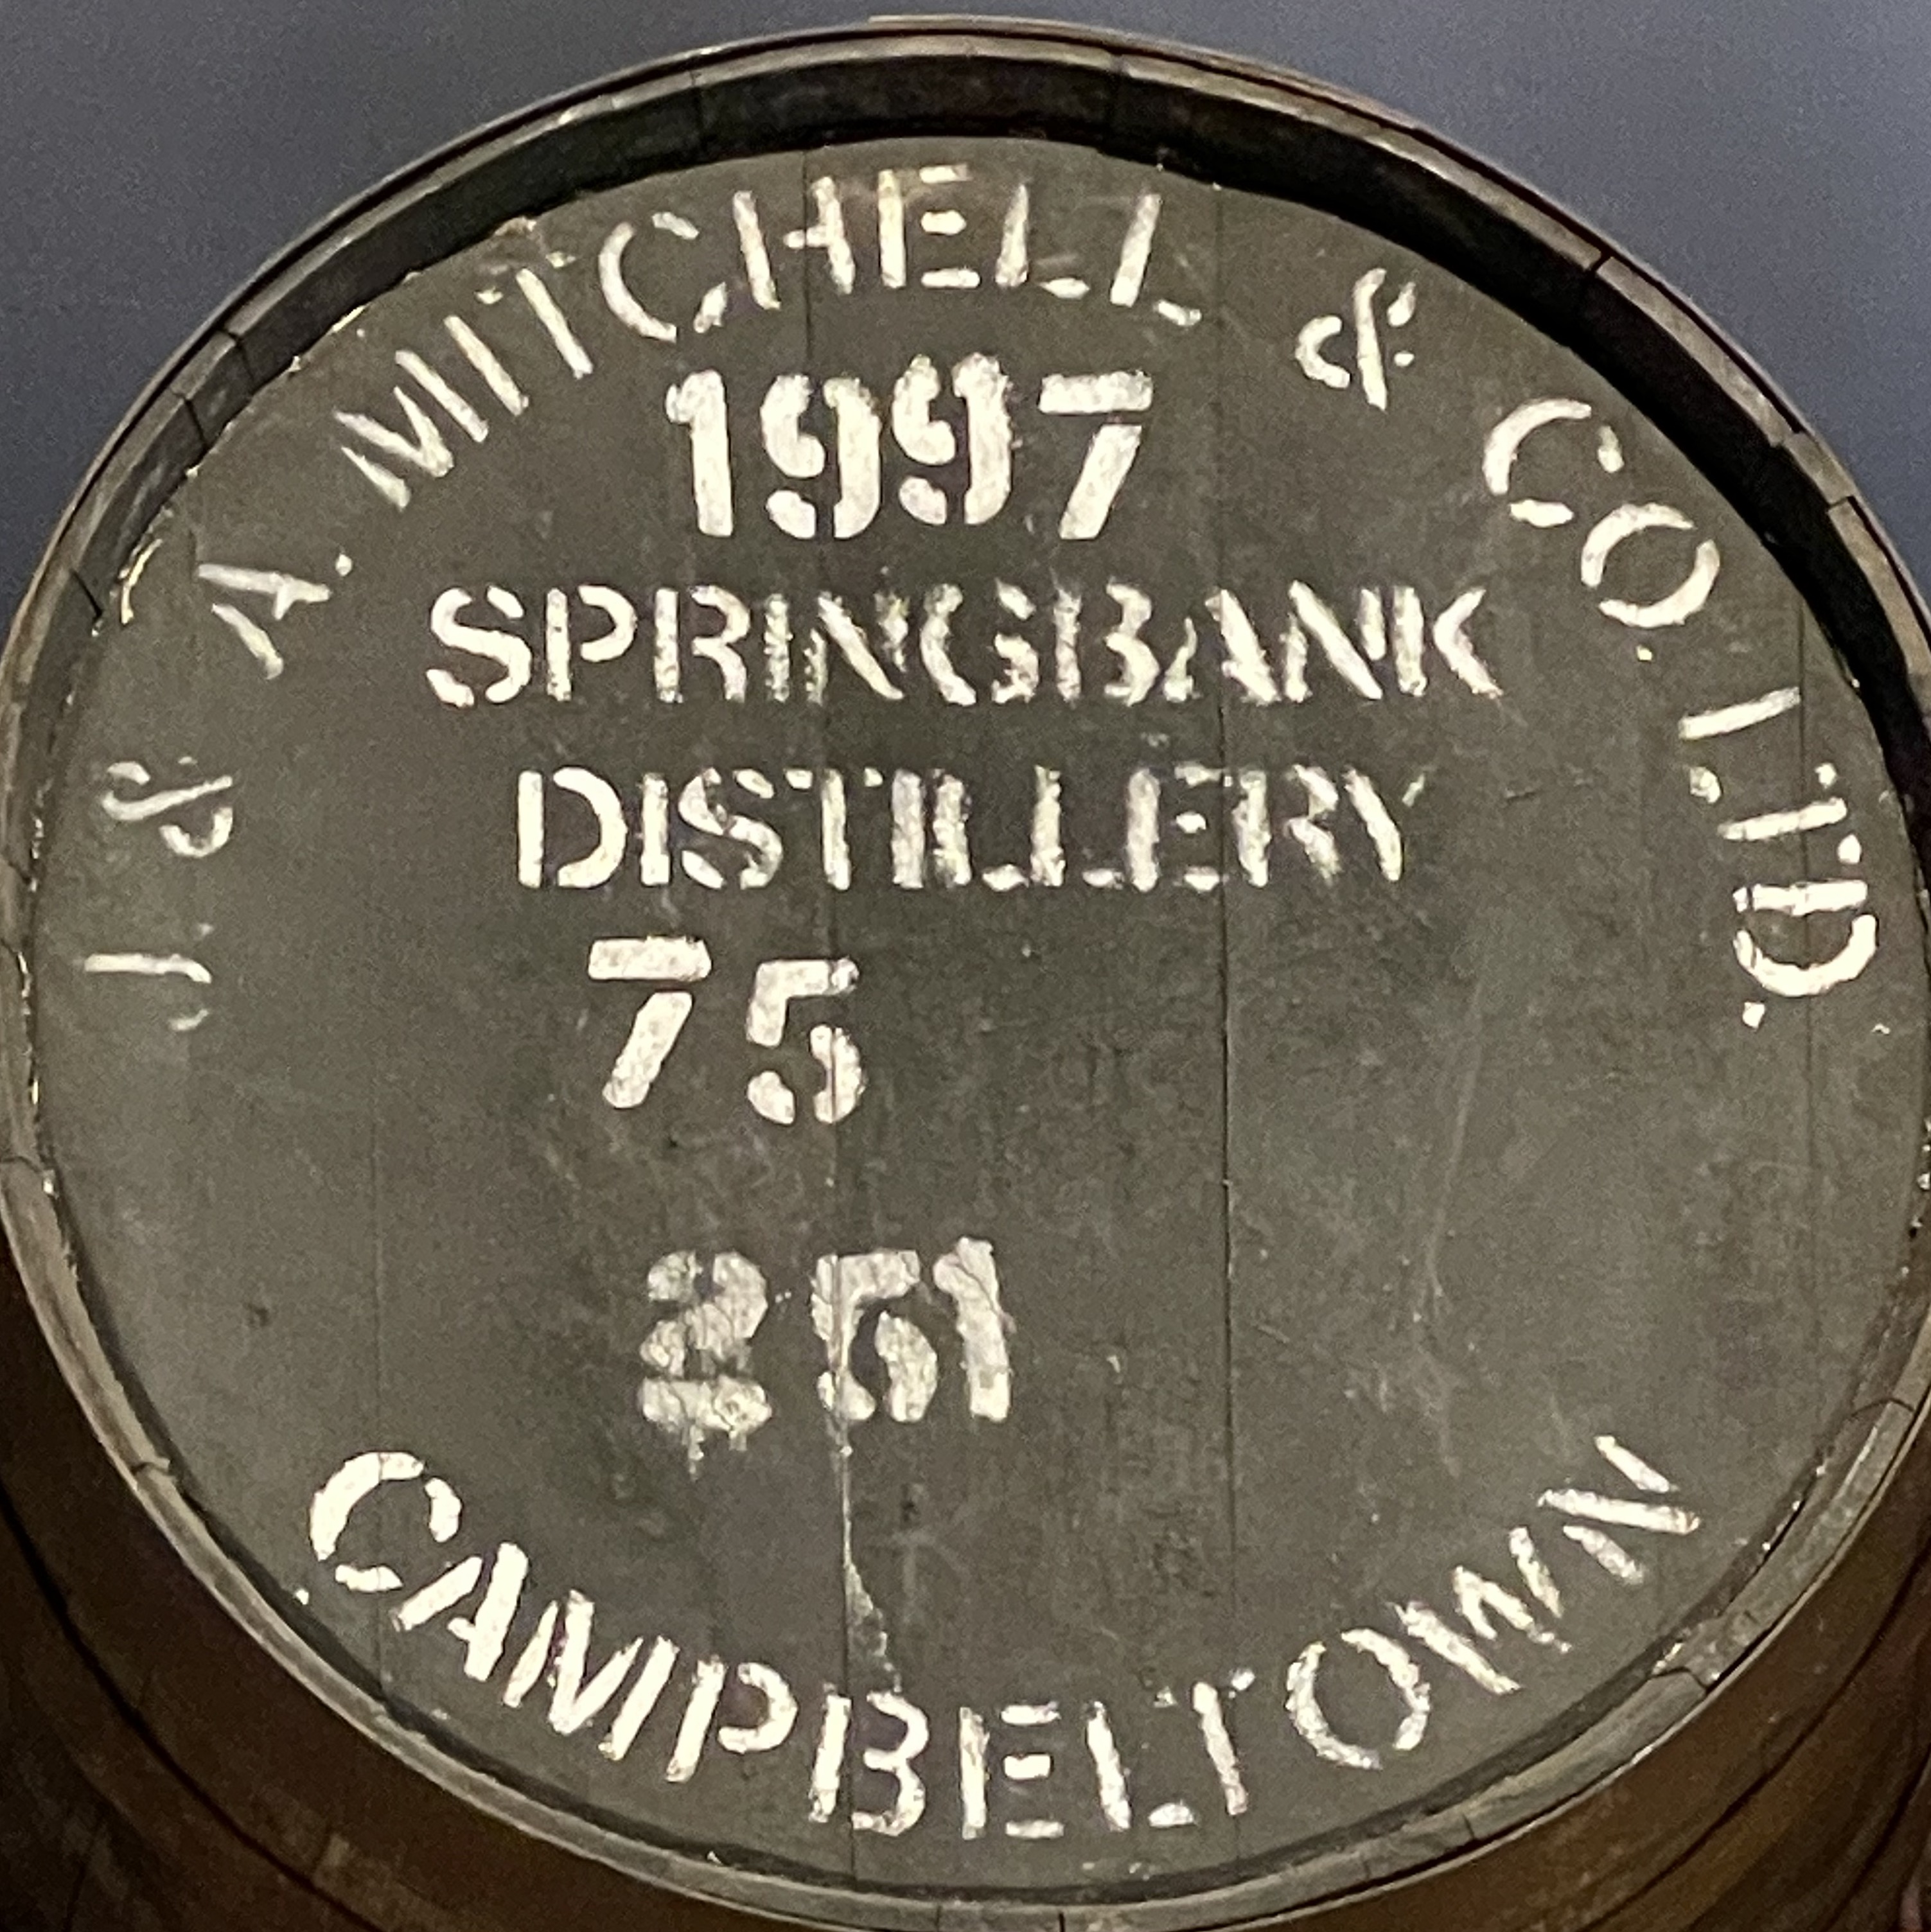 J. & A. MITCHELL & CO. LTD.
1997
SPRINGBANK
DISTILLERY
75
251
CAMPBELTOWN